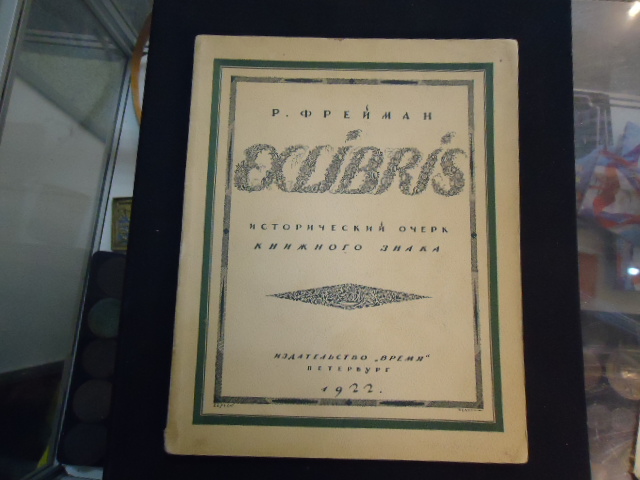 Р. ФРЕЙМАН
EXLIBRIS
ИСТОРИЧЕСКИЙ ОЧЕРК
КНИЖНОГО ЗНАКА
ИЗДАТЕЛЬСТВО „ВРЕМЯ“
ПЕТЕРБУРГ
1922.